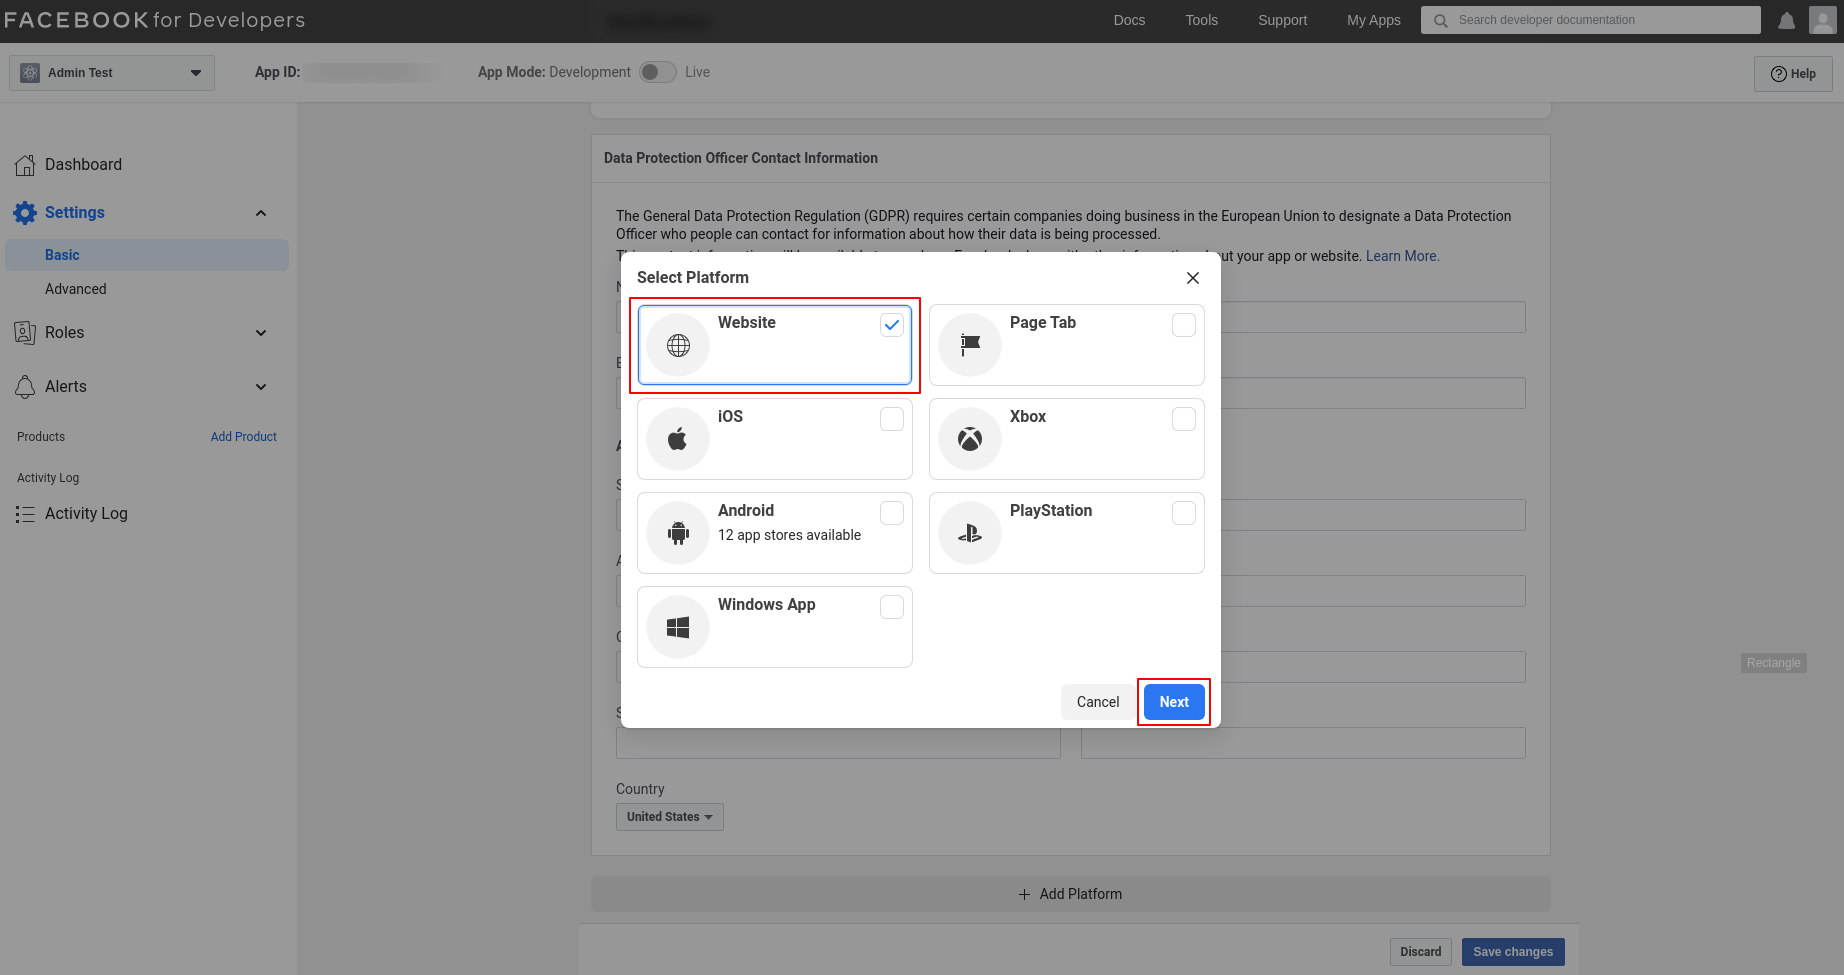 FACEBOOK for Developers
Docs
Tools
Support
My Apps
Search developer documentation
Admin Test
App ID:
App Mode: Development
Live
Help
Dashboard
Settings
Basic
Advanced
Roles
Alerts
Products
Add Product
Activity Log
Activity Log
Data Protection Officer Contact Information
The General Data Protection Regulation (GDPR) requires certain companies doing business in the European Union to designate a Data Protection
Officer who people can contact for information about how their data is being processed.
your app or website. Learn More.
Select Platform
Website
Page Tab
iOS
Xbox
Android
12 app stores available
PlayStation
Windows App
Cancel
Next
Rectangle
Country
United States
Add Platform
Discard
Save changes